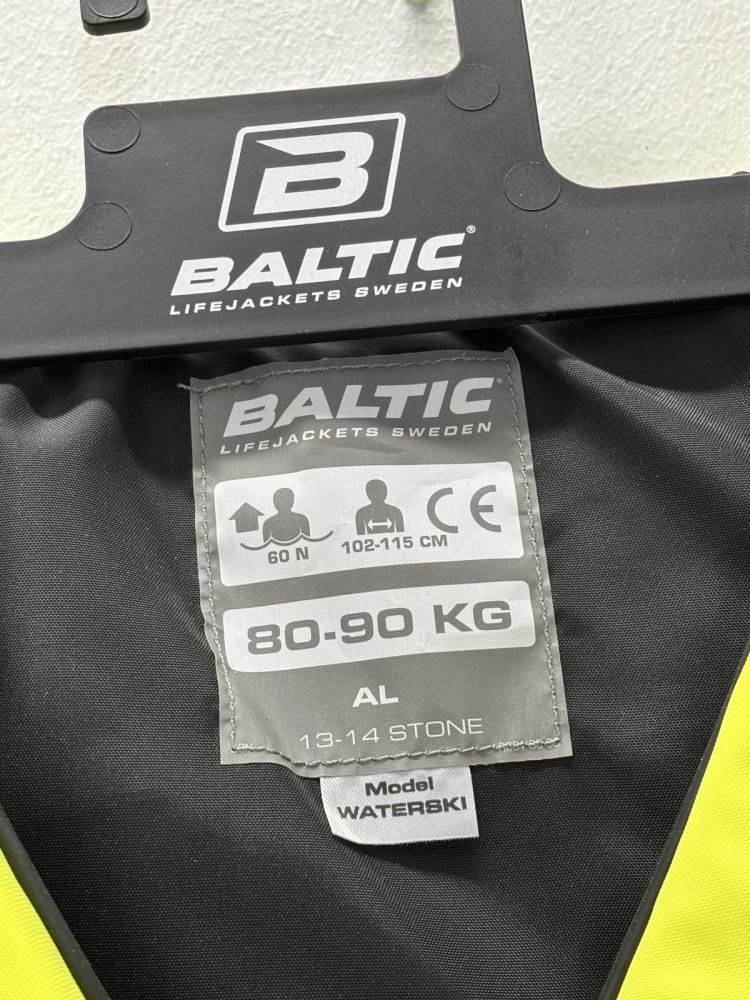 B
BALTIC®
LIFEJACKETS SWEDEN
BALTIC
LIFEJACKETS SWEDEN
60 N
102-115 CM
CE
80-90 KG
AL
13-14 STONE
Model
WATERSKI